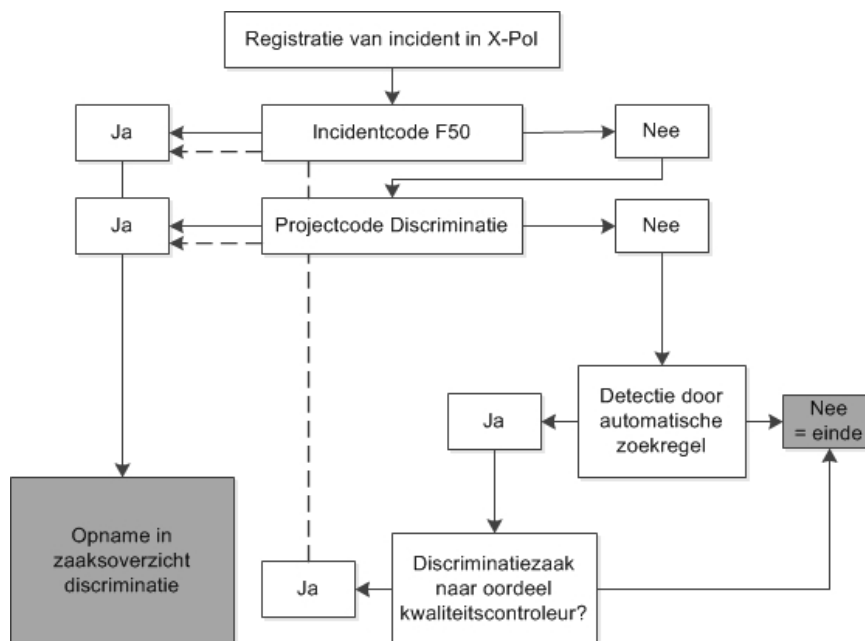 Registratie van incident in X-Pol
Ja
Incidentcode F50
Nee
Ja
Projectcode Discriminatie
Nee
Detectie door
automatische
zoekregel
Ja
Nee
= einde
Opname in
zaaksoverzicht
discriminatie
Ja
Discriminatiezaak
naar oordeel
kwaliteitscontroleur?